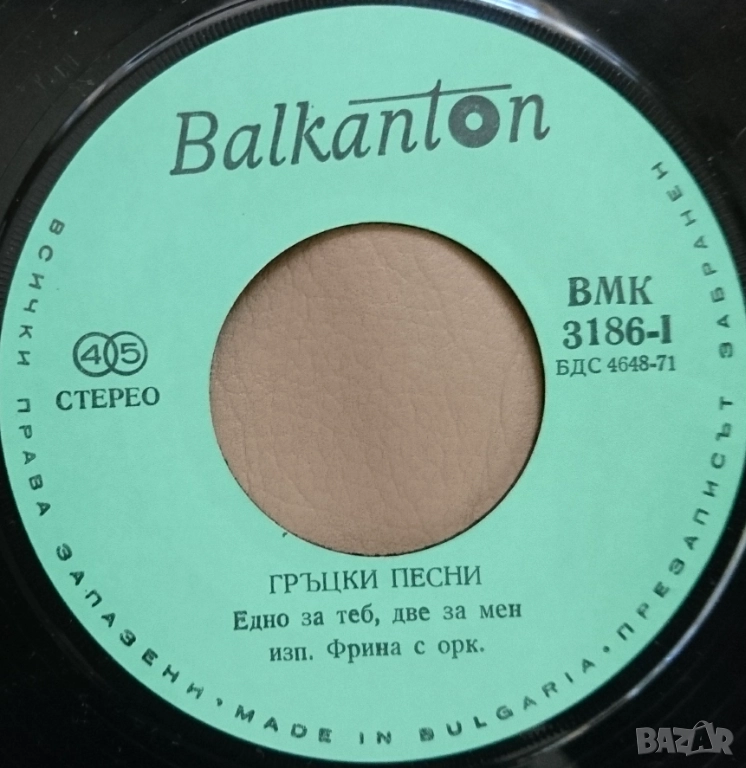 Balkanton
ВМК
3186-I
БДС 4648-71
45
СТЕРЕО
ГРЪЦКИ ПЕСНИ
Едно за теб, две за мен
изп. Фрина с орк.
ВСИЧКИ ПРАВА ЗАПАЗЕНИ · MADE IN BULGARIA · ПРЕЗАПИСЪТ ЗАБРАНЕН
BAZAR